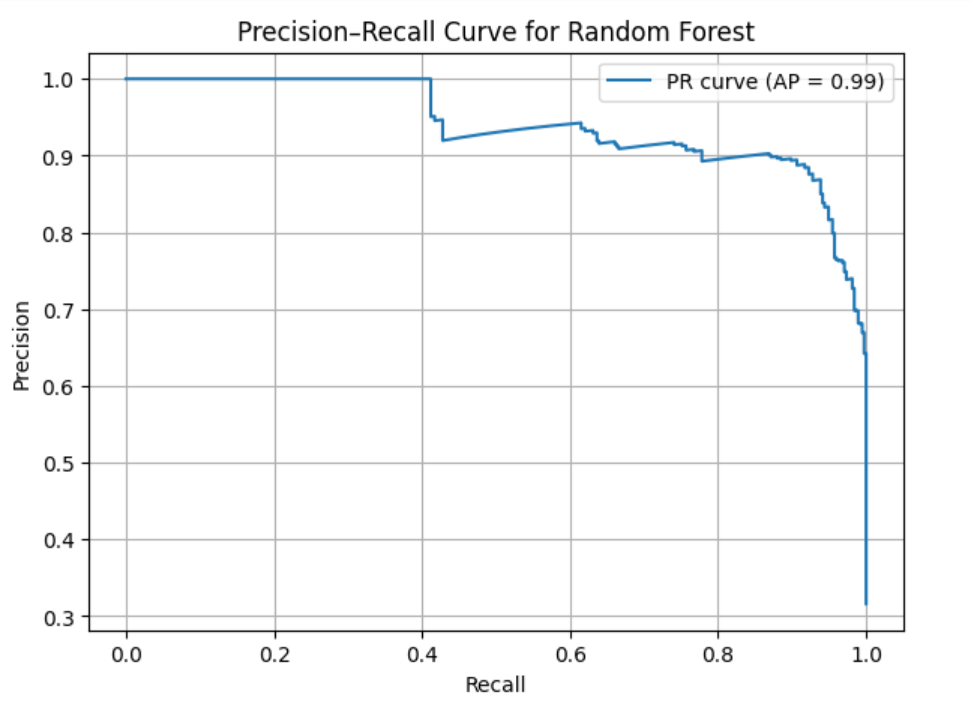 Precision–Recall Curve for Random Forest
PR curve (AP = 0.99)
1.0
0.9
0.8
0.7
0.6
0.5
0.4
0.3
Precision
0.0 0.2 0.4 0.6 0.8 1.0
Recall